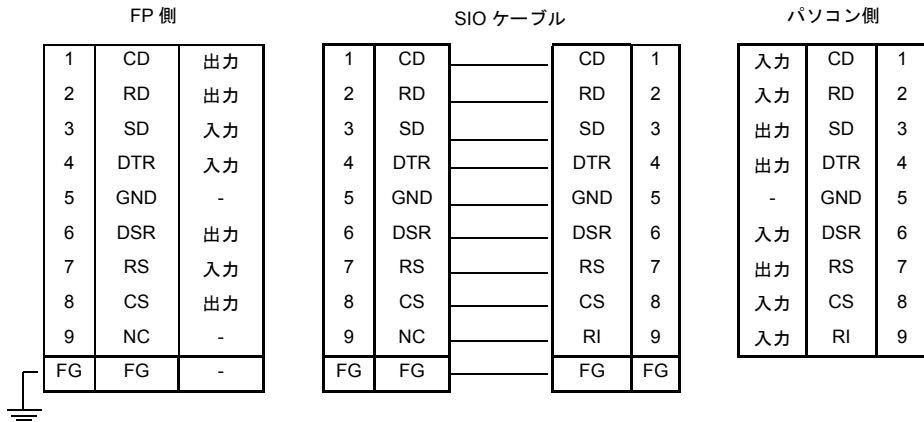 FP 側 SIO ケーブル パソコン側
1 CD 出力 1 CD CD 1 入力 CD 1
2 RD 出力 2 RD RD 2 入力 RD 2
3 SD 入力 3 SD SD 3 出力 SD 3
4 DTR 入力 4 DTR DTR 4 出力 DTR 4
5 GND - 5 GND GND 5 - GND 5
6 DSR 出力 6 DSR DSR 6 入力 DSR 6
7 RS 入力 7 RS RS 7 出力 RS 7
8 CS 出力 8 CS CS 8 入力 CS 8
9 NC - 9 NC RI 9 入力 RI 9
FG FG - FG FG FG FG